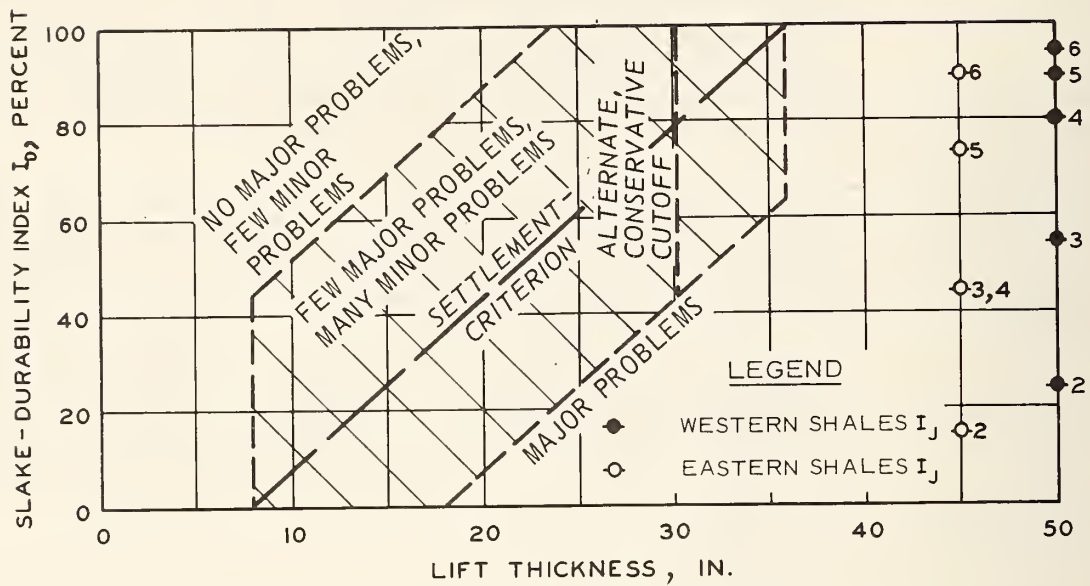 SLAKE-DURABILITY INDEX I_D, PERCENT
100
80
60
40
20
0
NO MAJOR PROBLEMS,
FEW MINOR
PROBLEMS
FEW MAJOR PROBLEMS,
MANY MINOR PROBLEMS
SETTLEMENT-
CRITERION
ALTERNATE,
CONSERVATIVE
CUTOFF
MAJOR PROBLEMS
6
5
3,4
2
6
5
4
3
2
LEGEND
WESTERN SHALES I_J
EASTERN SHALES I_J
0
10
20
30
40
50
LIFT THICKNESS, IN.